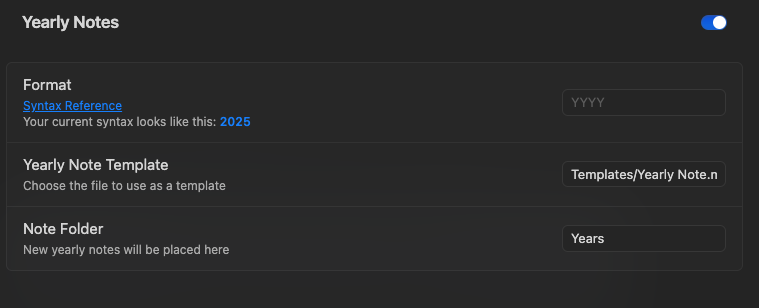 Yearly Notes
Format
Syntax Reference
Your current syntax looks like this: 2025
YYYY
Yearly Note Template
Choose the file to use as a template
Templates/Yearly Note.n
Note Folder
New yearly notes will be placed here
Years